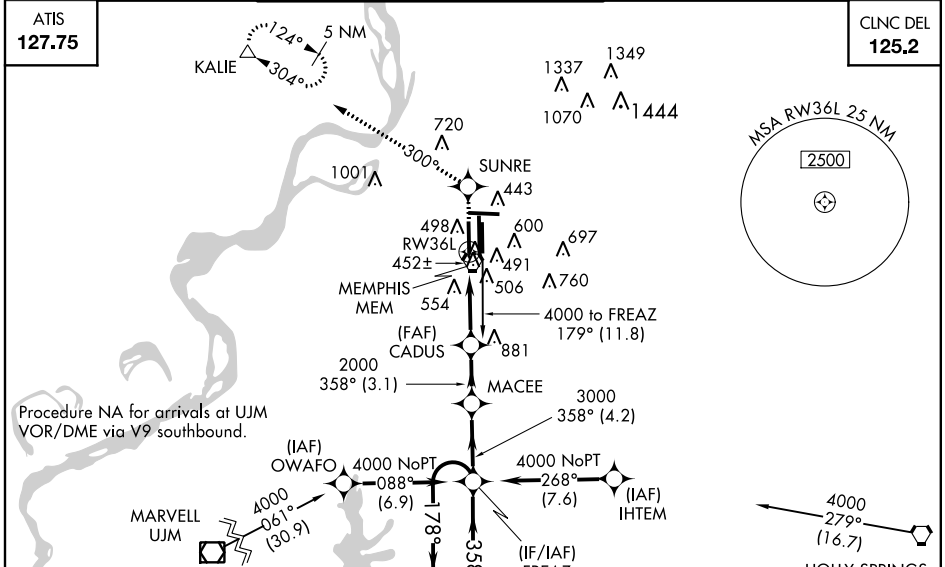 ATIS
127.75
CLNC DEL
125.2
124°
5 NM
KALIE
304°
1337
1349
1070
1444
MSA RW36L 25 NM
2500
720
300°
1001
SUNRE
443
498
600
RW36L
697
452±
491
MEMPHIS
MEM
506
760
554
4000 to FREAZ
179° (11.8)
(FAF)
CADUS
881
2000
358° (3.1)
MACEE
3000
358° (4.2)
Procedure NA for arrivals at UJM
VOR/DME via V9 southbound.
(IAF)
OWAFO
4000 NoPT
088°
(6.9)
4000 NoPT
268°
(7.6)
(IAF)
IHTEM
MARVELL
UJM
4000
061°
(30.9)
178°
358
(IF/IAF)
4000
279°
(16.7)
HOLLY SPRINGS